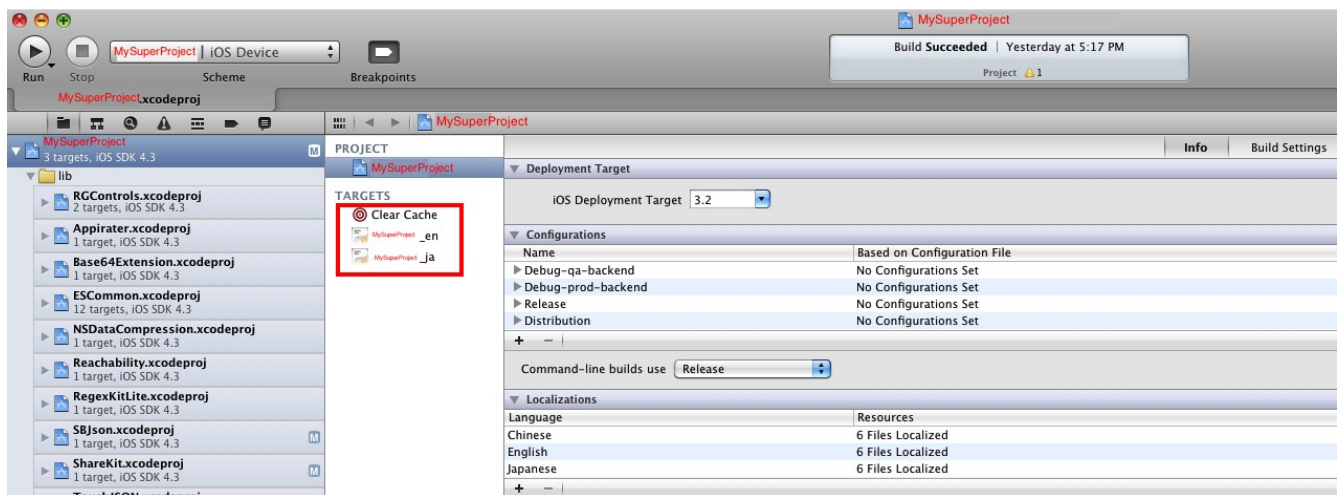 MySuperProject
MySuperProject | iOS Device
Build Succeeded | Yesterday at 5:17 PM
Project 1
Run Stop Scheme Breakpoints
MySuperProject.xcodeproj
MySuperProject
MySuperProject
3 targets, iOS SDK 4.3
M
lib
RGControls.xcodeproj
2 targets, iOS SDK 4.3
Appirater.xcodeproj
1 target, iOS SDK 4.3
Base64Extension.xcodeproj
1 target, iOS SDK 4.3
ESCommon.xcodeproj
12 targets, iOS SDK 4.3
NSDataCompression.xcodeproj
1 target, iOS SDK 4.3
Reachability.xcodeproj
1 target, iOS SDK 4.3
RegexKitLite.xcodeproj
1 target, iOS SDK 4.3
SBJson.xcodeproj
1 target, iOS SDK 4.3
M
ShareKit.xcodeproj
1 target, iOS SDK 4.3
M
PROJECT
MySuperProject
TARGETS
Clear Cache
MySuperProject _en
MySuperProject _ja
Info Build Settings
Deployment Target
iOS Deployment Target 3.2
Configurations
Name Based on Configuration File
Debug-qa-backend No Configurations Set
Debug-prod-backend No Configurations Set
Release No Configurations Set
Distribution No Configurations Set
+ -
Command-line builds use Release
Localizations
Language Resources
Chinese 6 Files Localized
English 6 Files Localized
Japanese 6 Files Localized
+ -